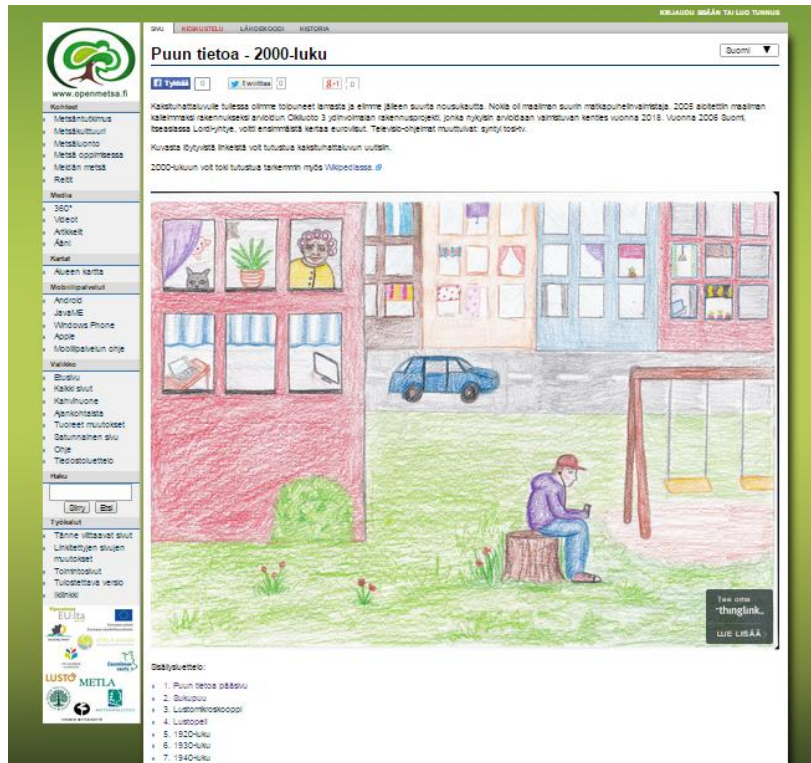 KIRJAUDU SISÄÄN TAI LUO TUNNUS
SIVU KESKUSTELU LÄHDEKOODI HISTORIA
Puun tietoa - 2000-luku
Suomi
Tykkää 0 Twiittaa 0 g+1 0
Kaksituhattaluvulle tullessa olimme toipuneet lamasta ja elimme jälleen suurta nousukautta. Nokia oli maailman suurin matkapuhelinvalmistaja. 2005 aloitettiin maailman
kalleimmaksi rakennukseksi arvioidun Olkiluoto 3 ydinvoimalan rakennusprojekti, jonka nykyisin arvioidaan valmistuvan kenties vuonna 2018. Vuonna 2006 Suomi,
itseasiassa Lordi-yhtye, voitti ensimmäistä kertaa euroviisut. Televisio-ohjelmat muuttuivat: syntyi tosi-tv.
Kuvasta löytyvistä linkeistä voit tutustua kaksituhattaluvun uutisiin.
2000-lukuun voit toki tutustua tarkemmin myös Wikipediassa.
www.openmetsa.fi
Kohteet
Metsäntutkimus
Metsäkulttuuri
Metsäluonto
Metsä oppimisessa
Meidän metsä
Reitit
Media
360°
Videot
Artikkelit
Ääni
Kartat
Alueen kartta
Mobiilipalvelut
Android
JavaME
Windows Phone
Apple
Mobiilipalvelun ohje
Valikko
Etusivu
Kaikki sivut
Kahvihuone
Ajankohtaista
Tuoreet muutokset
Satunnainen sivu
Ohje
Tiedostoluettelo
Haku
Siirry Etsi
Työkalut
Tänne viittaavat sivut
Linkitettyjen sivujen
muutokset
Toimintosivut
Tulostettava versio
Ikilinkki
EU:lta
LUSTO
METLA
Tee oma
thinglink..
LUE LISÄÄ
Sisällysluettelo:
1. Puun tietoa pääsivu
2. Sukupuu
3. Lustomikroskooppi
4. Lustopeli
5. 1920-luku
6. 1930-luku
7. 1940-luku